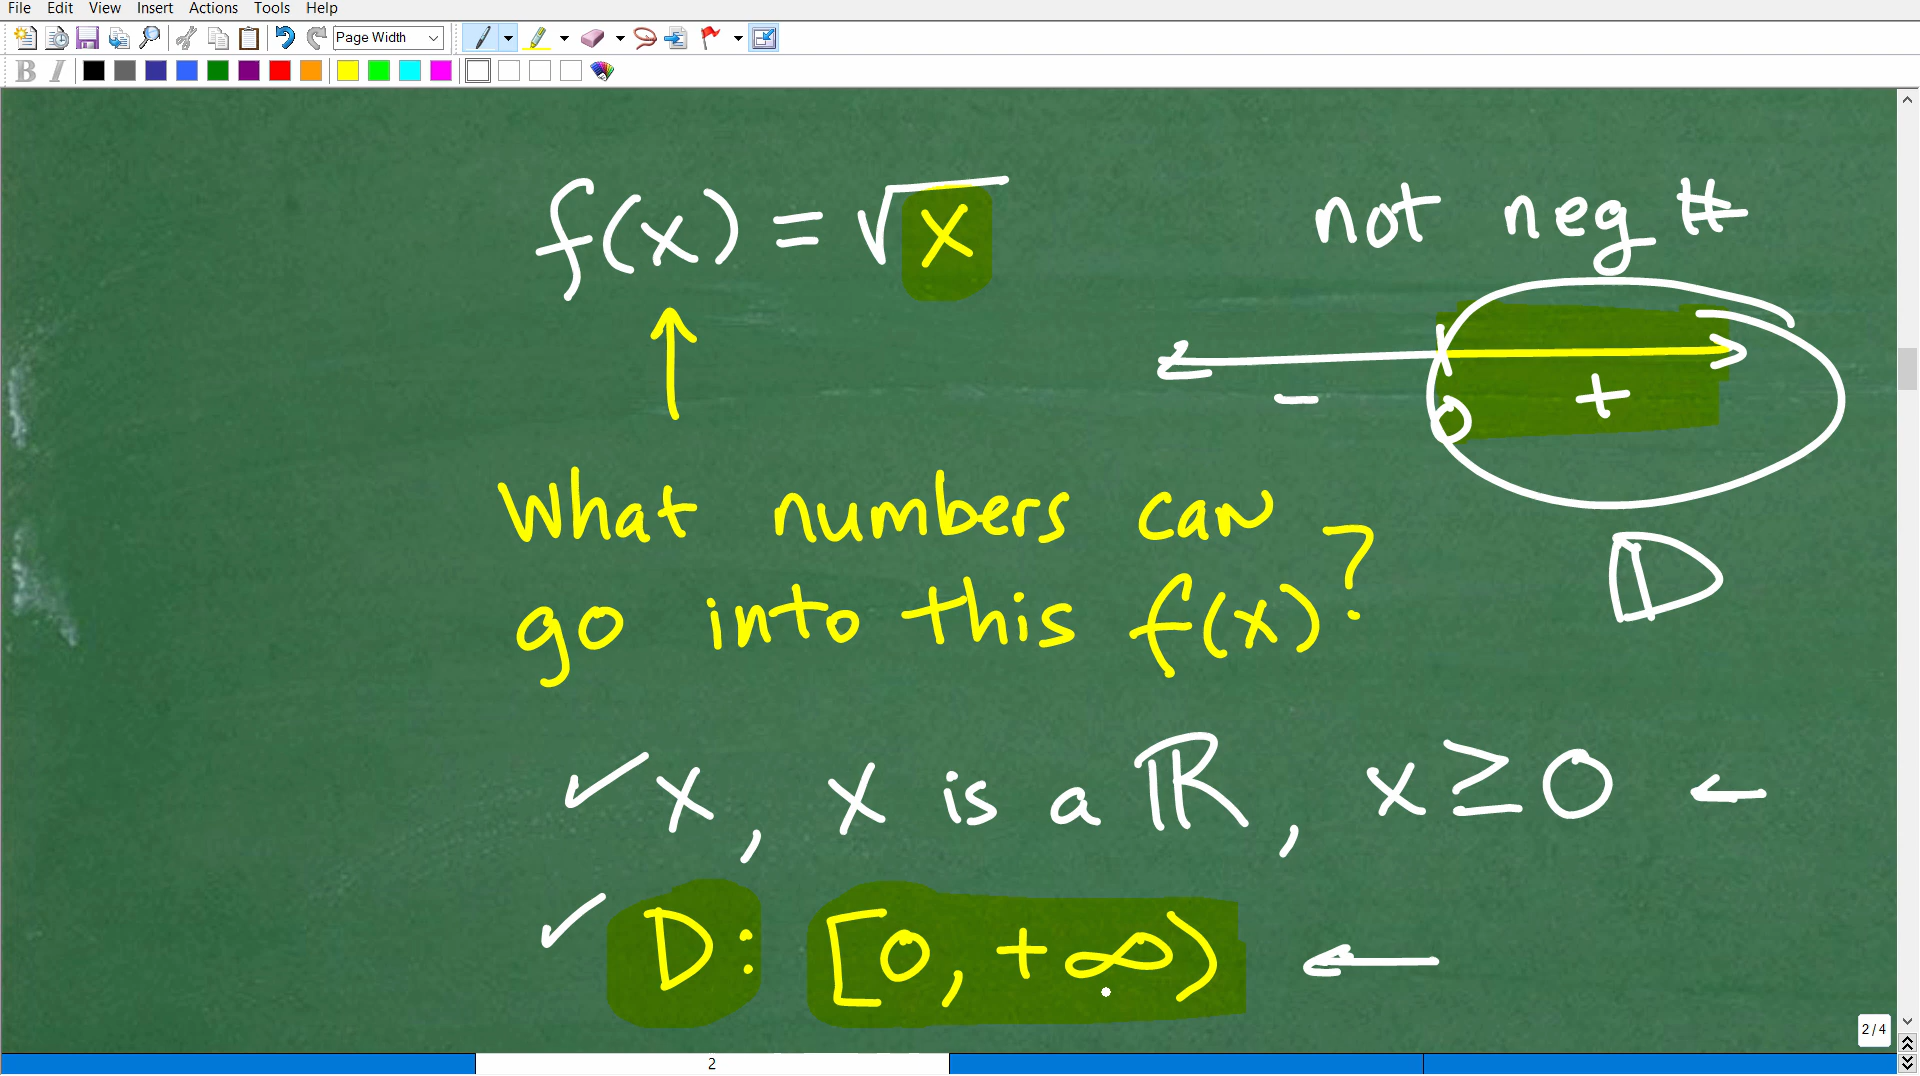 File Edit View Insert Actions Tools Help
Page Width
B I
f(x) = √x
not neg #
- 0 +
What numbers can
go into this f(x)?
D
✓ x, x is a ℝ, x ≥ 0 ←
✓ D: [0, +∞) ←
2 / 4
2